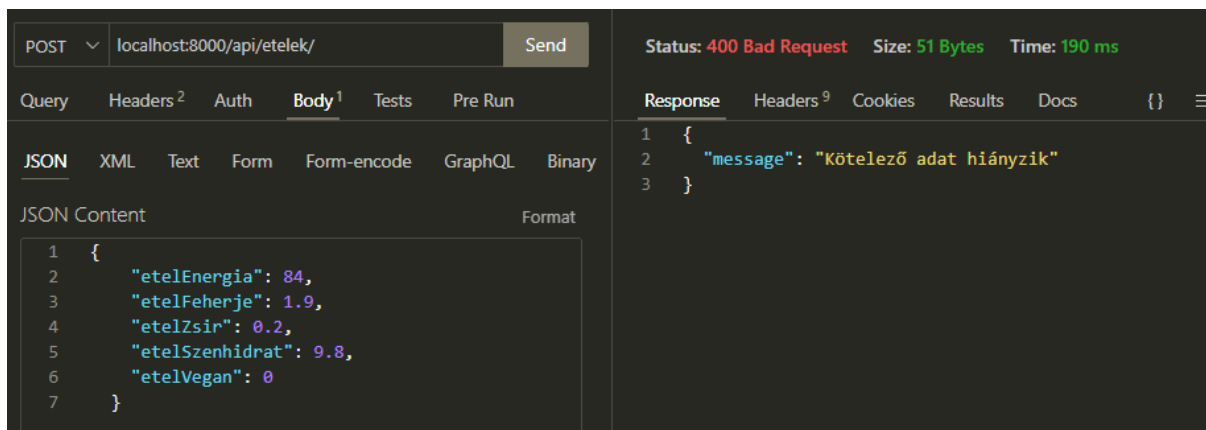 POST localhost:8000/api/etelek/ Send
Query Headers 2 Auth Body 1 Tests Pre Run
JSON XML Text Form Form-encode GraphQL Binary
JSON Content Format
1 {
2 "etelEnergia": 84,
3 "etelFeherje": 1.9,
4 "etelZsir": 0.2,
5 "etelSzenhidrat": 9.8,
6 "etelVegan": 0
7 }
Status: 400 Bad Request Size: 51 Bytes Time: 190 ms
Response Headers 9 Cookies Results Docs { }
1 {
2 "message": "Kötelező adat hiányzik"
3 }